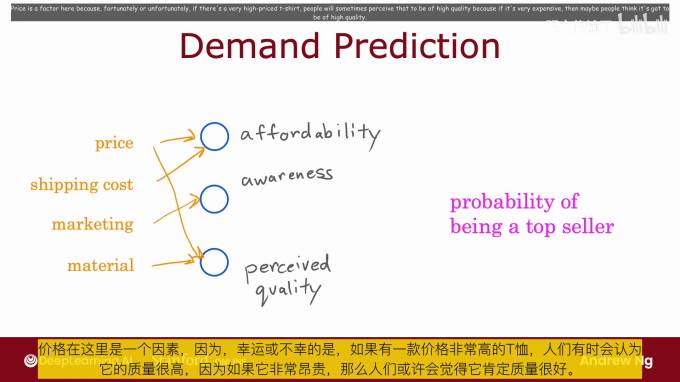 Price is a factor here because, fortunately or unfortunately, if there's a very high-priced t-shirt, people will sometimes perceive that to be of high quality because if it's very expensive, then maybe people think it's got to
be of high quality.
bilibili
Demand Prediction
price
shipping cost
marketing
material
affordability
awareness
perceived
quality
probability of
being a top seller
DeepLearning.AI
Stanford
Andrew Ng
价格在这里是一个因素，因为，幸运或不幸的是，如果有一款价格非常高的T恤，人们有时会认为
它的质量很高，因为如果它非常昂贵，那么人们或许会觉得它肯定质量很好。